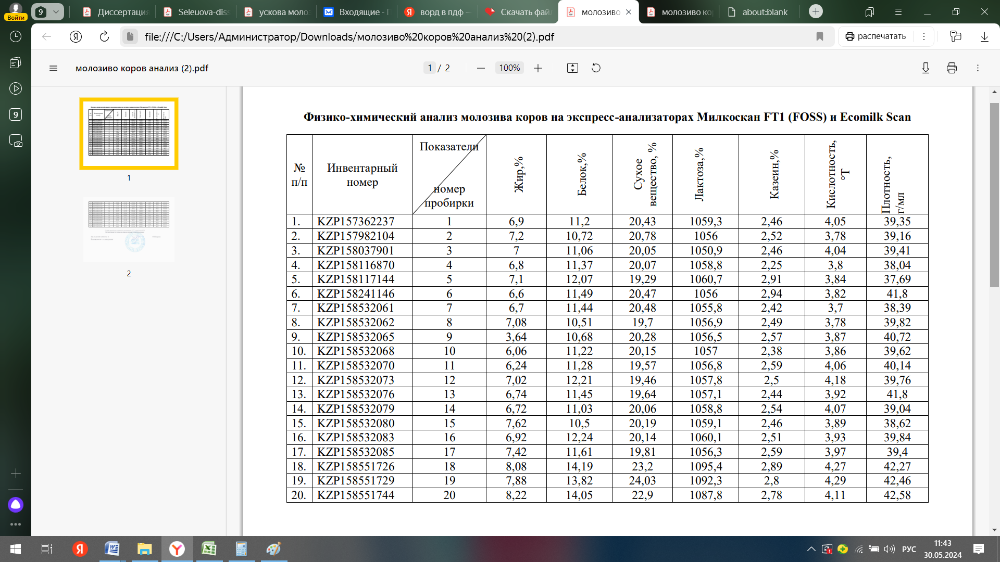 Войти
9
Диссертация
Seleuova-diss
ускова моло
Входящие - П
ворд в пдф —
Скачать фай
молозиво
молозиво ко
about:blank
file:///C:/Users/Администратор/Downloads/молозиво%20коров%20анализ%20(2).pdf
распечатать
9
молозиво коров анализ (2).pdf
1 / 2
100%
1
2
Физико-химический анализ молозива коров на экспресс-анализаторах Милкоскан FT1 (FOSS) и Ecomilk Scan
№ п/п Инвентарный номер Показатели номер пробирки Жир,% Белок,% Сухое вещество, % Лактоза,% Казеин,% Кислотность, °Т Плотность, г/мл
1. KZP157362237 1 6,9 11,2 20,43 1059,3 2,46 4,05 39,35
2. KZP157982104 2 7,2 10,72 20,78 1056 2,52 3,78 39,16
3. KZP158037901 3 7 11,06 20,05 1050,9 2,46 4,04 39,41
4. KZP158116870 4 6,8 11,37 20,07 1058,8 2,25 3,8 38,04
5. KZP158117144 5 7,1 12,07 19,29 1060,7 2,91 3,84 37,69
6. KZP158241146 6 6,6 11,49 20,47 1056 2,94 3,82 41,8
7. KZP158532061 7 6,7 11,44 20,48 1055,8 2,42 3,7 38,39
8. KZP158532062 8 7,08 10,51 19,7 1056,9 2,49 3,78 39,82
9. KZP158532065 9 3,64 10,68 20,28 1056,5 2,57 3,87 40,72
10. KZP158532068 10 6,06 11,22 20,15 1057 2,38 3,86 39,62
11. KZP158532070 11 6,24 11,28 19,57 1056,8 2,59 4,06 40,14
12. KZP158532073 12 7,02 12,21 19,46 1057,8 2,5 4,18 39,76
13. KZP158532076 13 6,74 11,45 19,64 1057,1 2,44 3,92 41,8
14. KZP158532079 14 6,72 11,03 20,06 1058,8 2,54 4,07 39,04
15. KZP158532080 15 7,62 10,5 20,19 1059,1 2,46 3,89 38,62
16. KZP158532083 16 6,92 12,24 20,14 1060,1 2,51 3,93 39,84
17. KZP158532085 17 7,42 11,61 19,81 1056,3 2,59 3,97 39,4
18. KZP158551726 18 8,08 14,19 23,2 1095,4 2,89 4,27 42,27
19. KZP158551729 19 7,88 13,82 24,03 1092,3 2,8 4,29 42,46
20. KZP158551744 20 8,22 14,05 22,9 1087,8 2,78 4,11 42,58
РУС
11:43
30.05.2024